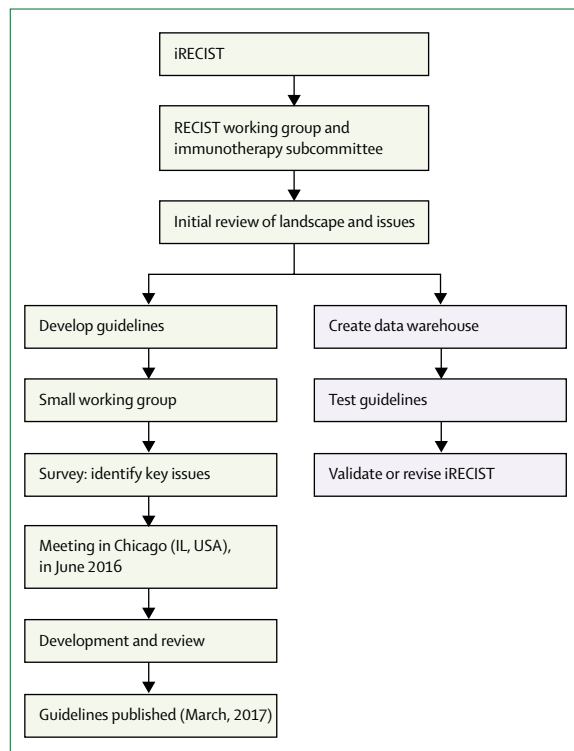 iRECIST
RECIST working group and
immunotherapy subcommittee
Initial review of landscape and issues
Develop guidelines
Small working group
Survey: identify key issues
Meeting in Chicago (IL, USA),
in June 2016
Development and review
Guidelines published (March, 2017)
Create data warehouse
Test guidelines
Validate or revise iRECIST